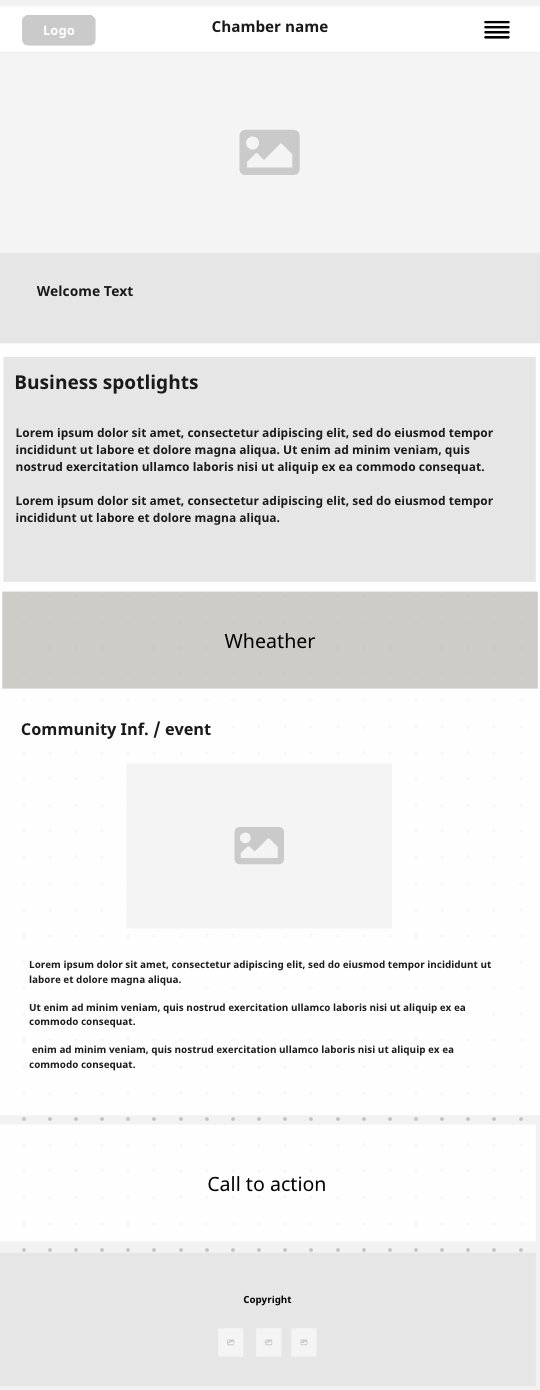 Logo
Chamber name
Welcome Text
Business spotlights
Lorem ipsum dolor sit amet, consectetur adipiscing elit, sed do eiusmod tempor
incididunt ut labore et dolore magna aliqua. Ut enim ad minim veniam, quis
nostrud exercitation ullamco laboris nisi ut aliquip ex ea commodo consequat.
Lorem ipsum dolor sit amet, consectetur adipiscing elit, sed do eiusmod tempor
incididunt ut labore et dolore magna aliqua.
Wheather
Community Inf. / event
Lorem ipsum dolor sit amet, consectetur adipiscing elit, sed do eiusmod tempor incididunt ut
labore et dolore magna aliqua.
Ut enim ad minim veniam, quis nostrud exercitation ullamco laboris nisi ut aliquip ex ea
commodo consequat.
enim ad minim veniam, quis nostrud exercitation ullamco laboris nisi ut aliquip ex ea
commodo consequat.
Call to action
Copyright